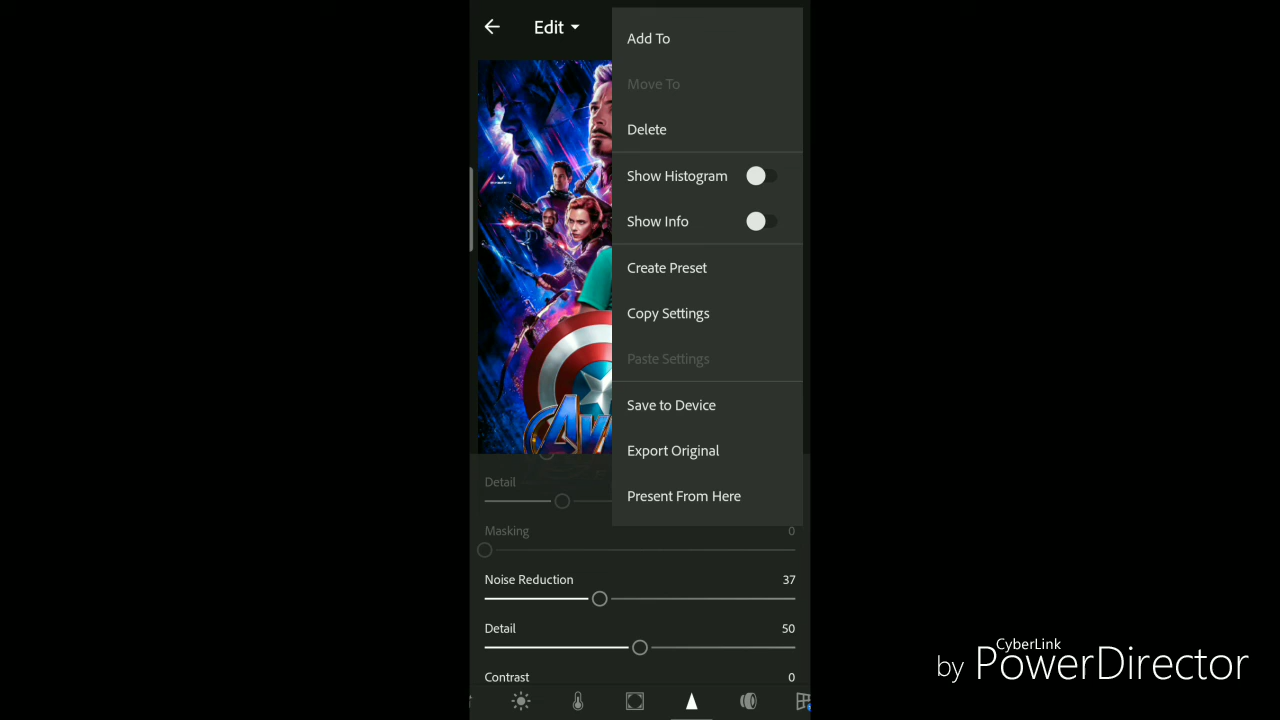 Edit
Add To
Move To
Delete
Show Histogram
Show Info
Create Preset
Copy Settings
Paste Settings
Save to Device
Export Original
Present From Here
Detail
Masking 0
Noise Reduction 37
Detail 50
Contrast 0
CyberLink
by PowerDirector